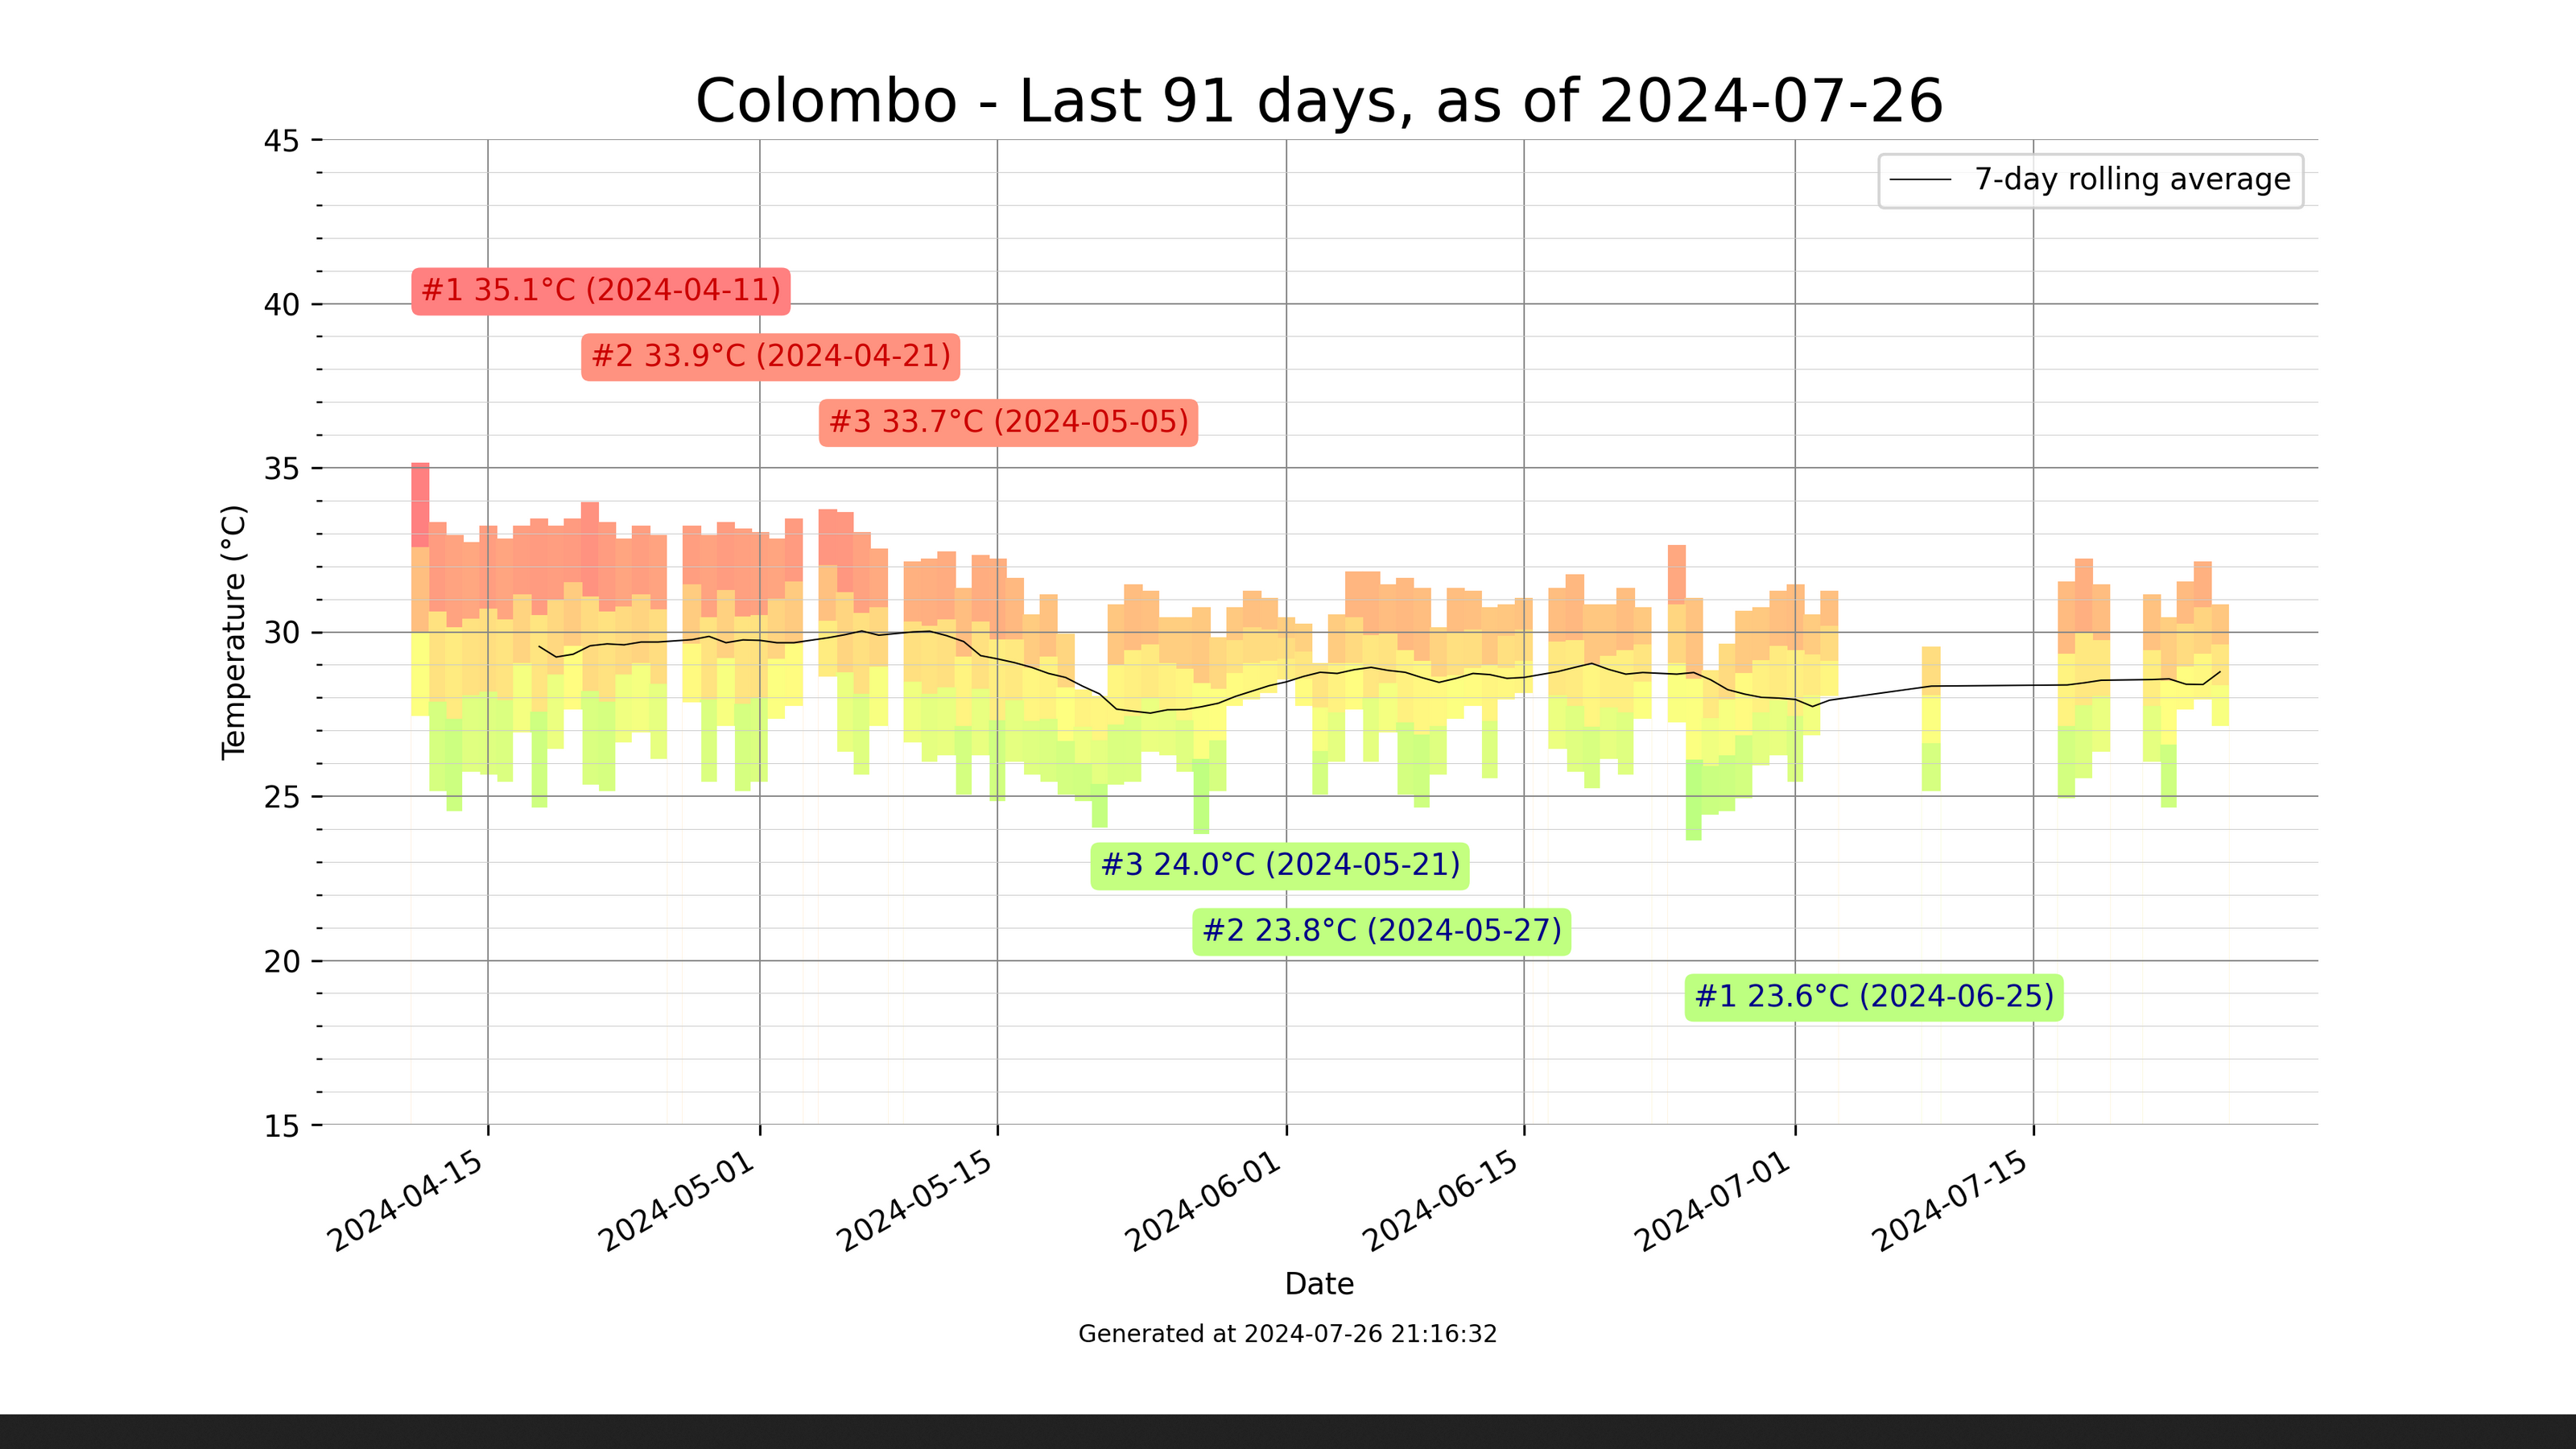 Colombo - Last 91 days, as of 2024-07-26
45
7-day rolling average
#1 35.1°C (2024-04-11)
40
#2 33.9°C (2024-04-21)
#3 33.7°C (2024-05-05)
35
Temperature (°C)
30
25
#3 24.0°C (2024-05-21)
#2 23.8°C (2024-05-27)
20
#1 23.6°C (2024-06-25)
15
2024-04-15
2024-05-01
2024-05-15
2024-06-01
2024-06-15
2024-07-01
2024-07-15
Date
Generated at 2024-07-26 21:16:32